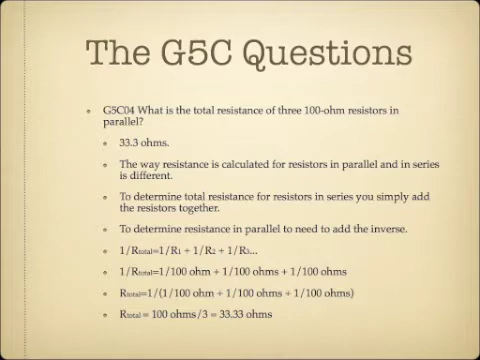 The G5C Questions
G5C04 What is the total resistance of three 100-ohm resistors in
parallel?
33.3 ohms.
The way resistance is calculated for resistors in parallel and in series
is different.
To determine total resistance for resistors in series you simply add
the resistors together.
To determine resistance in parallel to need to add the inverse.
1/Rtotal=1/R1 + 1/R2 + 1/R3...
1/Rtotal=1/100 ohm + 1/100 ohms + 1/100 ohms
Rtotal=1/(1/100 ohm + 1/100 ohms + 1/100 ohms)
Rtotal = 100 ohms/3 = 33.33 ohms